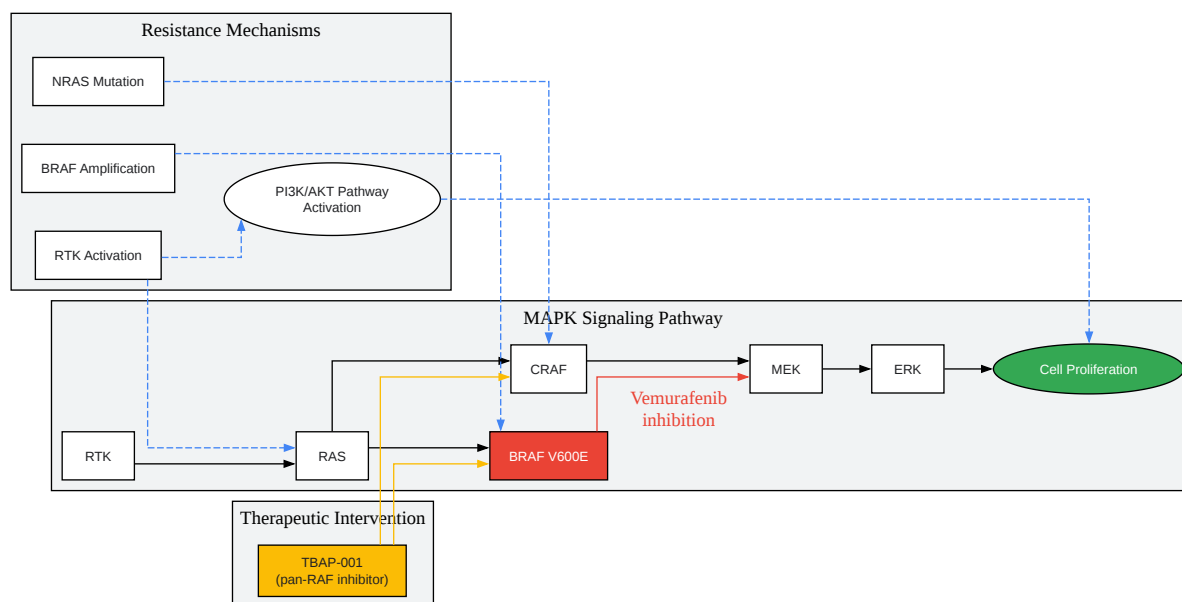 Resistance Mechanisms
NRAS Mutation
BRAF Amplification
PI3K/AKT Pathway
Activation
RTK Activation
MAPK Signaling Pathway
CRAF
MEK
ERK
Cell Proliferation
Vemurafenib
inhibition
RTK
RAS
BRAF V600E
Therapeutic Intervention
TBAP-001
(pan-RAF inhibitor)